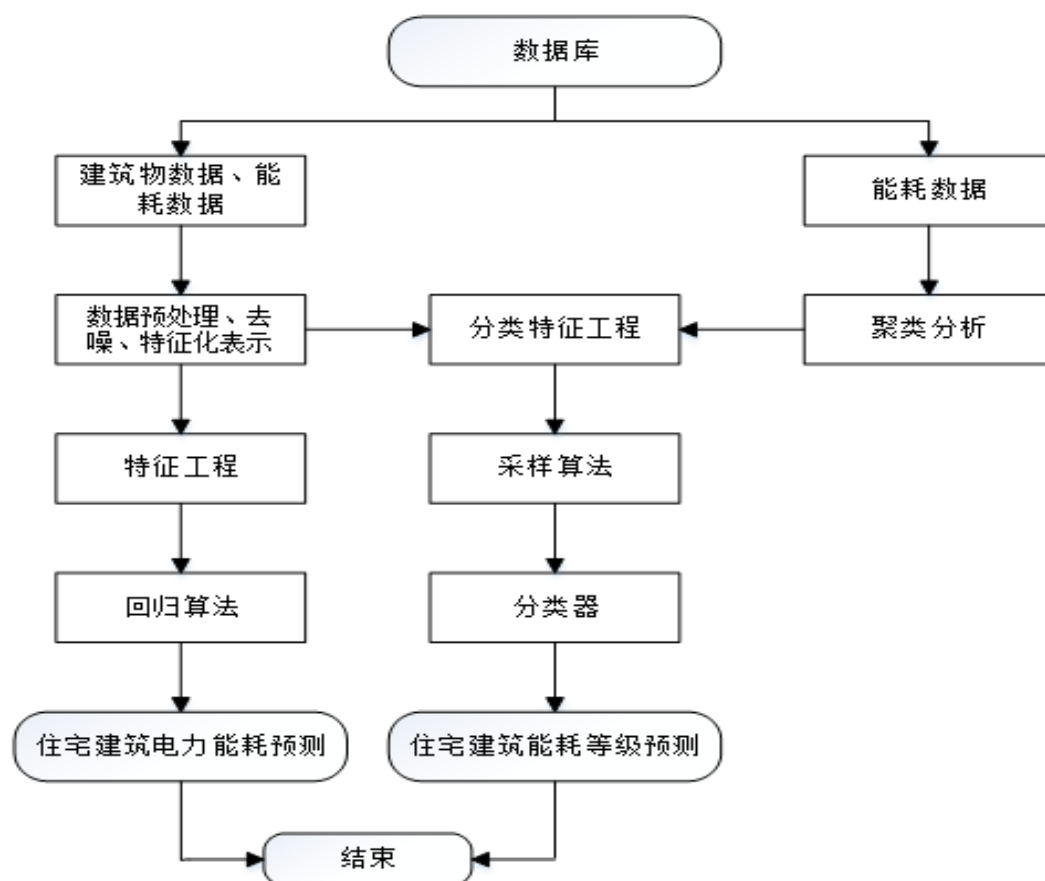 数据库
建筑物数据、能
耗数据
能耗数据
数据预处理、去
噪、特征化表示
分类特征工程
聚类分析
特征工程
采样算法
回归算法
分类器
住宅建筑电力能耗预测
住宅建筑能耗等级预测
结束